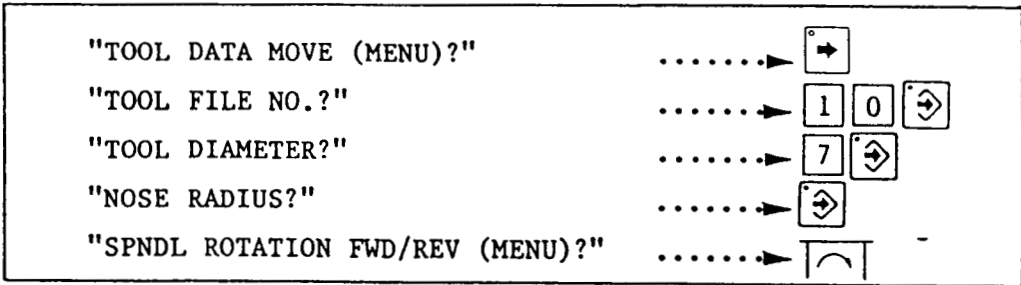 "TOOL DATA MOVE (MENU)?" ·······► ➡
"TOOL FILE NO.?" ·······► 1 0
"TOOL DIAMETER?" ·······► 7
"NOSE RADIUS?" ·······►
"SPNDL ROTATION FWD/REV (MENU)?" ·······►